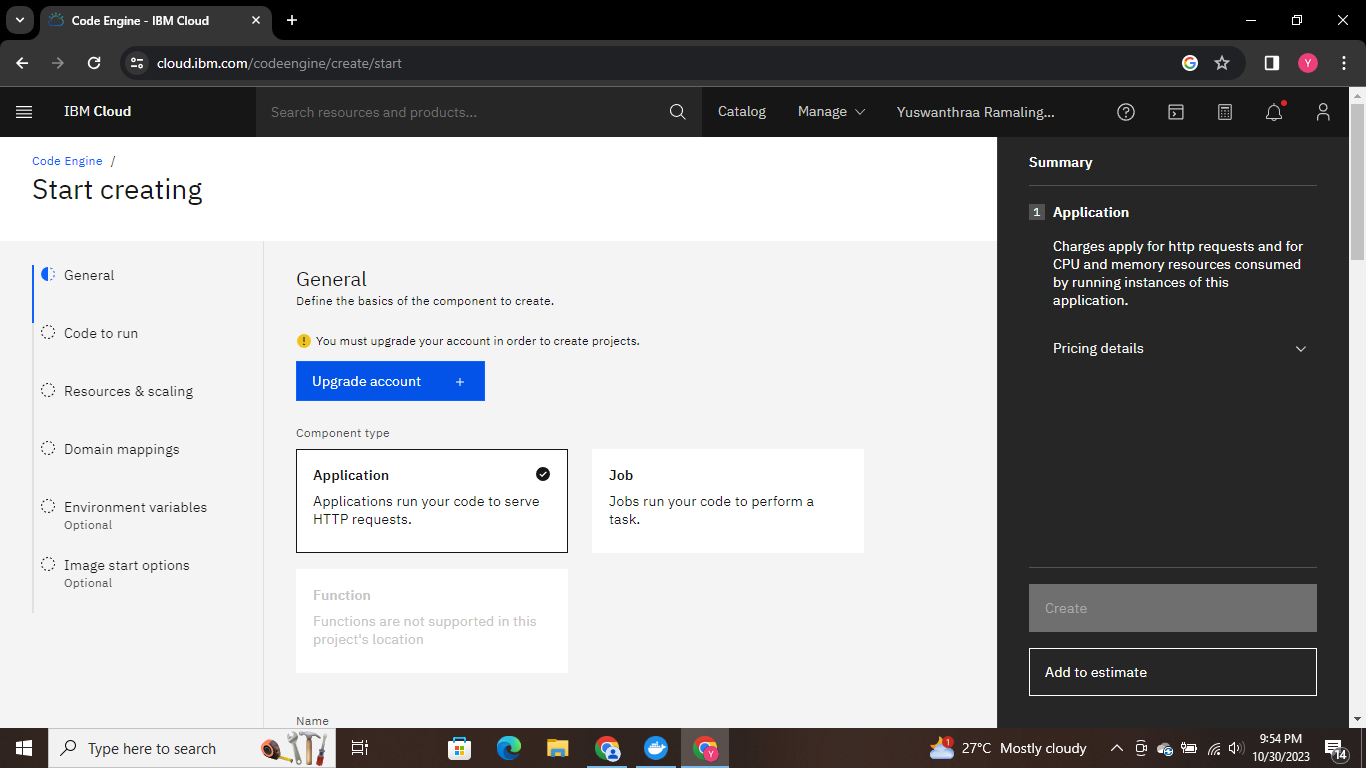 Code Engine - IBM Cloud
cloud.ibm.com/codeengine/create/start
Y
IBM Cloud
Search resources and products...
Catalog
Manage
Yuswanthraa Ramaling...
Code Engine /
Start creating
General
Code to run
Resources & scaling
Domain mappings
Environment variables
Optional
Image start options
Optional
General
Define the basics of the component to create.
You must upgrade your account in order to create projects.
Upgrade account +
Component type
Application
Applications run your code to serve
HTTP requests.
Job
Jobs run your code to perform a
task.
Function
Functions are not supported in this
project's location
Name
Summary
1 Application
Charges apply for http requests and for
CPU and memory resources consumed
by running instances of this
application.
Pricing details
Create
Add to estimate
Type here to search
Y
1
27°C Mostly cloudy
9:54 PM
10/30/2023
14